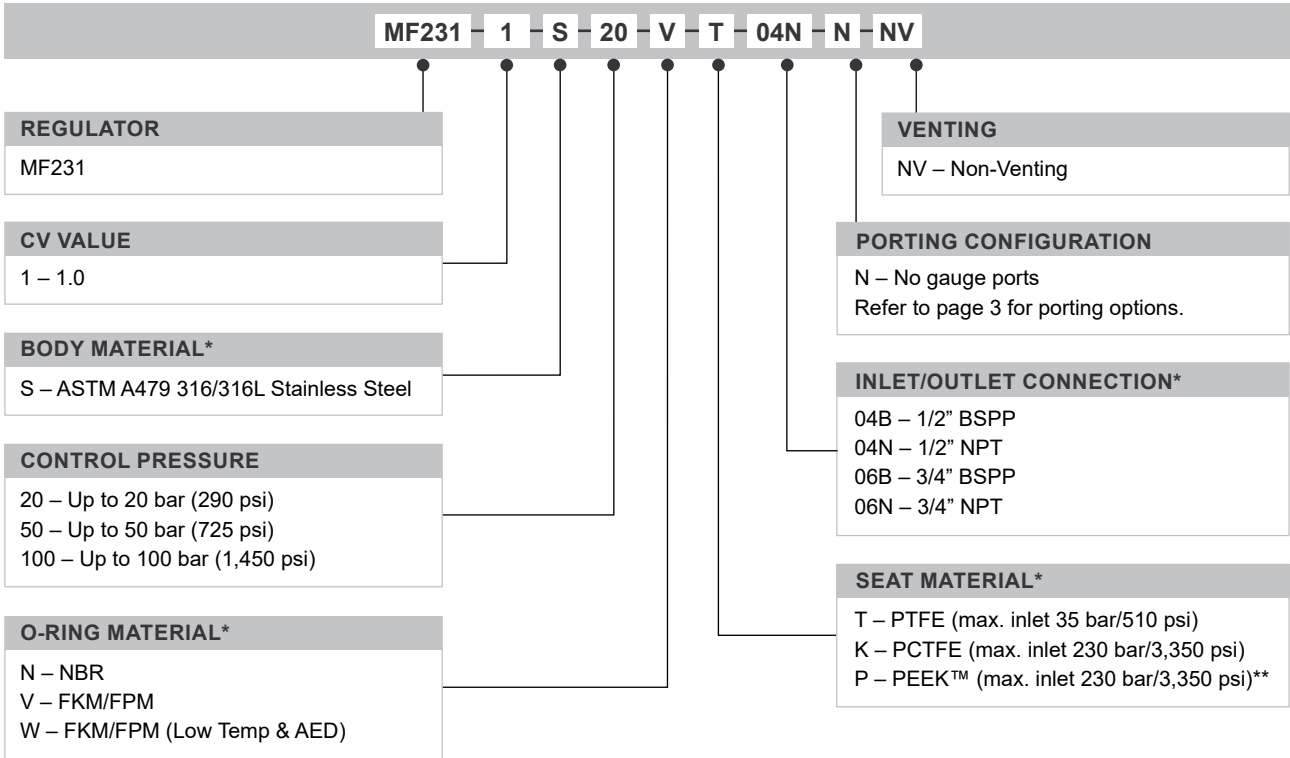 MF231 1 S 20 V T 04N N NV
REGULATOR
MF231
CV VALUE
1 – 1.0
BODY MATERIAL*
S – ASTM A479 316/316L Stainless Steel
CONTROL PRESSURE
20 – Up to 20 bar (290 psi)
50 – Up to 50 bar (725 psi)
100 – Up to 100 bar (1,450 psi)
O-RING MATERIAL*
N – NBR
V – FKM/FPM
W – FKM/FPM (Low Temp & AED)
VENTING
NV – Non-Venting
PORTING CONFIGURATION
N – No gauge ports
Refer to page 3 for porting options.
INLET/OUTLET CONNECTION*
04B – 1/2” BSPP
04N – 1/2” NPT
06B – 3/4” BSPP
06N – 3/4” NPT
SEAT MATERIAL*
T – PTFE (max. inlet 35 bar/510 psi)
K – PCTFE (max. inlet 230 bar/3,350 psi)
P – PEEK™ (max. inlet 230 bar/3,350 psi)**